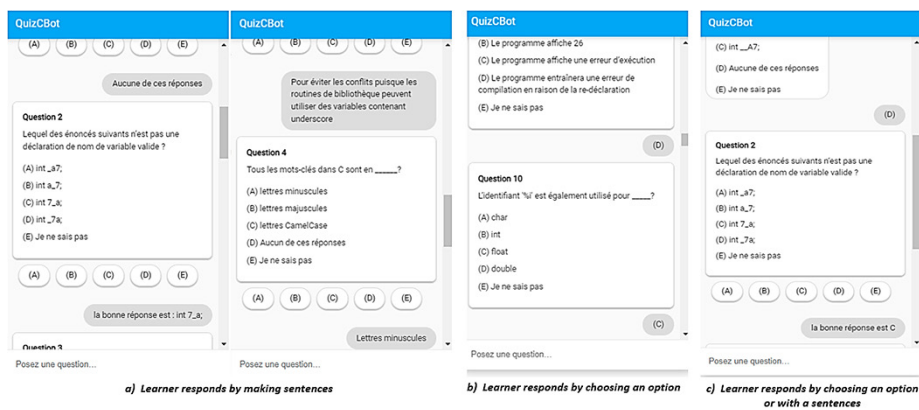 QuizCBot
(A) (B) (C) (D) (E)
Aucune de ces réponses
Question 2
Lequel des énoncés suivants n'est pas une
déclaration de nom de variable valide ?
(A) int _a7;
(B) int a_7;
(C) int 7_a;
(D) int _7a;
(E) Je ne sais pas
(A) (B) (C) (D) (E)
la bonne réponse est : int 7_a;
Question 3
Posez une question...
QuizCBot
(A) (B) (C) (D) (E)
Pour éviter les conflits puisque les
routines de bibliothèque peuvent
utiliser des variables contenant
underscore
Question 4
Tous les mots-clés dans C sont en ______?
(A) lettres minuscules
(B) lettres majuscules
(C) lettres CamelCase
(D) Aucun de ces réponses
(E) Je ne sais pas
(A) (B) (C) (D) (E)
Lettres minuscules
Posez une question...
a) Learner responds by making sentences
QuizCBot
(B) Le programme affiche 26
(C) Le programme affiche une erreur d'exécution
(D) Le programme entraînera une erreur de
compilation en raison de la re-déclaration
(E) Je ne sais pas
(D)
Question 10
L'identifiant '%i' est également utilisé pour _____?
(A) char
(B) int
(C) float
(D) double
(E) Je ne sais pas
(C)
Posez une question...
b) Learner responds by choosing an option
QuizCBot
(C) int __A7;
(D) Aucune de ces réponses
(E) Je ne sais pas
(D)
Question 2
Lequel des énoncés suivants n'est pas une
déclaration de nom de variable valide ?
(A) int _a7;
(B) int a_7;
(C) int 7_a;
(D) int _7a;
(E) Je ne sais pas
(A) (B) (C) (D) (E)
la bonne réponse est C
Posez une question...
c) Learner responds by choosing an option
or with a sentences